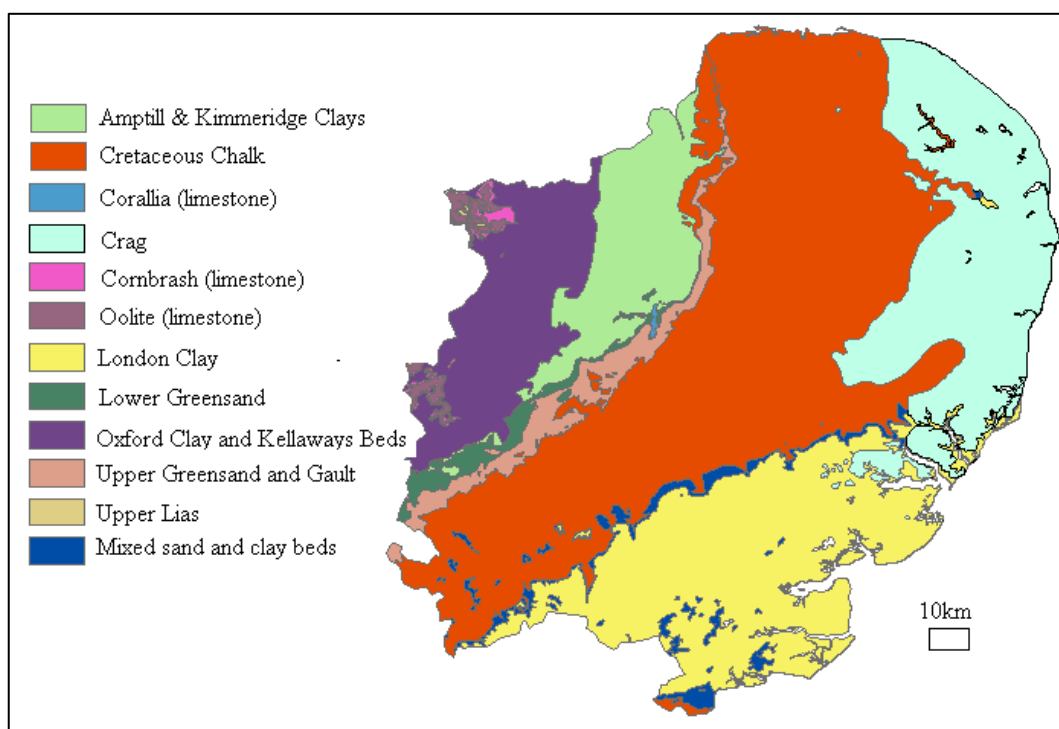 Amptill & Kimmeridge Clays
Cretaceous Chalk
Corallia (limestone)
Crag
Cornbrash (limestone)
Oolite (limestone)
London Clay
Lower Greensand
Oxford Clay and Kellaways Beds
Upper Greensand and Gault
Upper Lias
Mixed sand and clay beds
10km